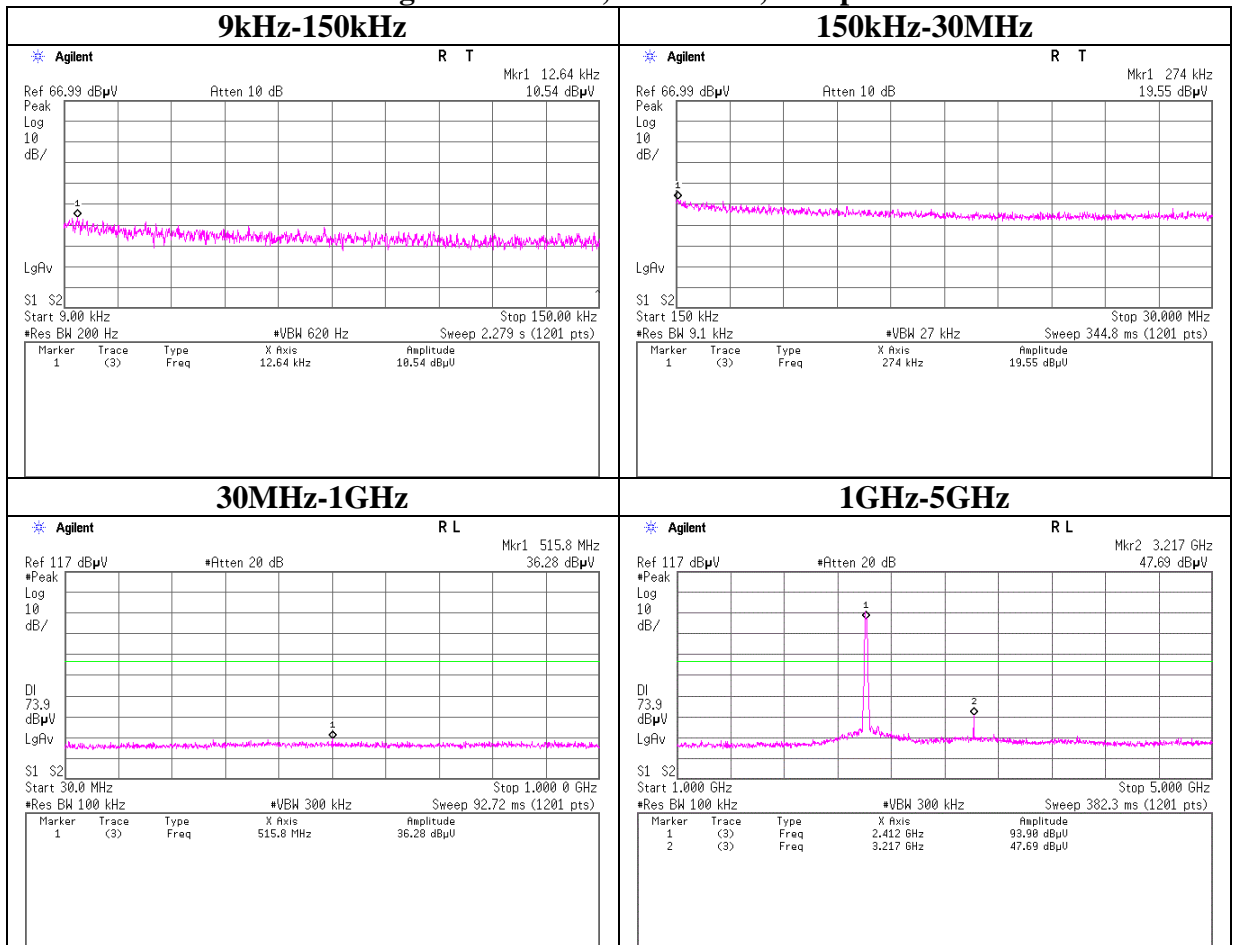 9kHz-150kHz
Agilent R T
Mkr1 12.64 kHz
Ref 66.99 dBµV Atten 10 dB 10.54 dBµV
Peak
Log
10
dB/
1
LgAv
S1 S2
Start 9.00 kHz Stop 150.00 kHz
#Res BW 200 Hz #VBW 620 Hz Sweep 2.279 s (1201 pts)
Marker Trace Type X Axis Amplitude
1 (3) Freq 12.64 kHz 10.54 dBµV
150kHz-30MHz
Agilent R T
Mkr1 274 kHz
Ref 66.99 dBµV Atten 10 dB 19.55 dBµV
Peak
Log
10
dB/
1
LgAv
S1 S2
Start 150 kHz Stop 30.000 MHz
#Res BW 9.1 kHz #VBW 27 kHz Sweep 344.8 ms (1201 pts)
Marker Trace Type X Axis Amplitude
1 (3) Freq 274 kHz 19.55 dBµV
30MHz-1GHz
Agilent R L
Mkr1 515.8 MHz
Ref 117 dBµV #Atten 20 dB 36.28 dBµV
#Peak
Log
10
dB/
DI
73.9
dBµV
1
LgAv
S1 S2
Start 30.0 MHz Stop 1.000 0 GHz
#Res BW 100 kHz #VBW 300 kHz Sweep 92.72 ms (1201 pts)
Marker Trace Type X Axis Amplitude
1 (3) Freq 515.8 MHz 36.28 dBµV
1GHz-5GHz
Agilent R L
Mkr2 3.217 GHz
Ref 117 dBµV #Atten 20 dB 47.69 dBµV
#Peak
Log
10
dB/
1
DI
73.9
dBµV
2
LgAv
S1 S2
Start 1.000 GHz Stop 5.000 GHz
#Res BW 100 kHz #VBW 300 kHz Sweep 382.3 ms (1201 pts)
Marker Trace Type X Axis Amplitude
1 (3) Freq 2.412 GHz 93.90 dBµV
2 (3) Freq 3.217 GHz 47.69 dBµV